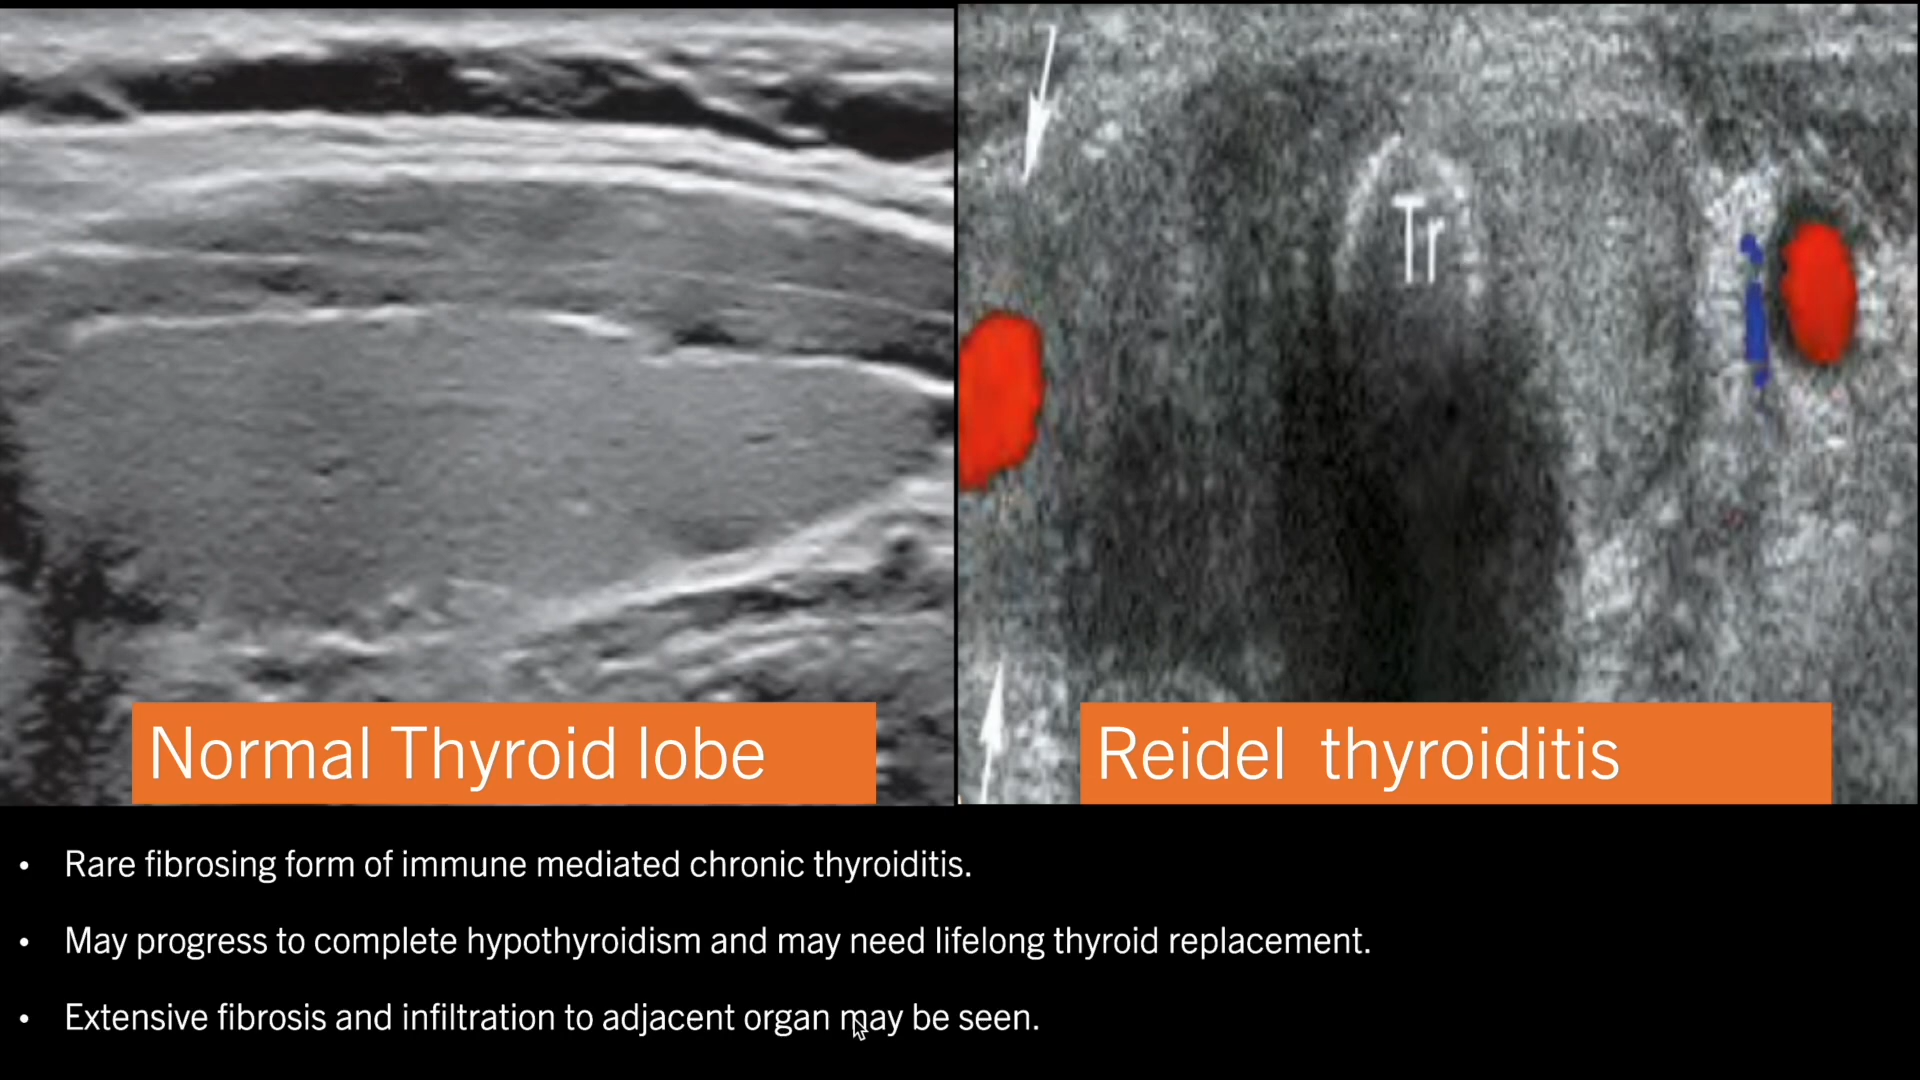 Tr
Normal Thyroid lobe
Reidel thyroiditis
• Rare fibrosing form of immune mediated chronic thyroiditis.
• May progress to complete hypothyroidism and may need lifelong thyroid replacement.
• Extensive fibrosis and infiltration to adjacent organ may be seen.